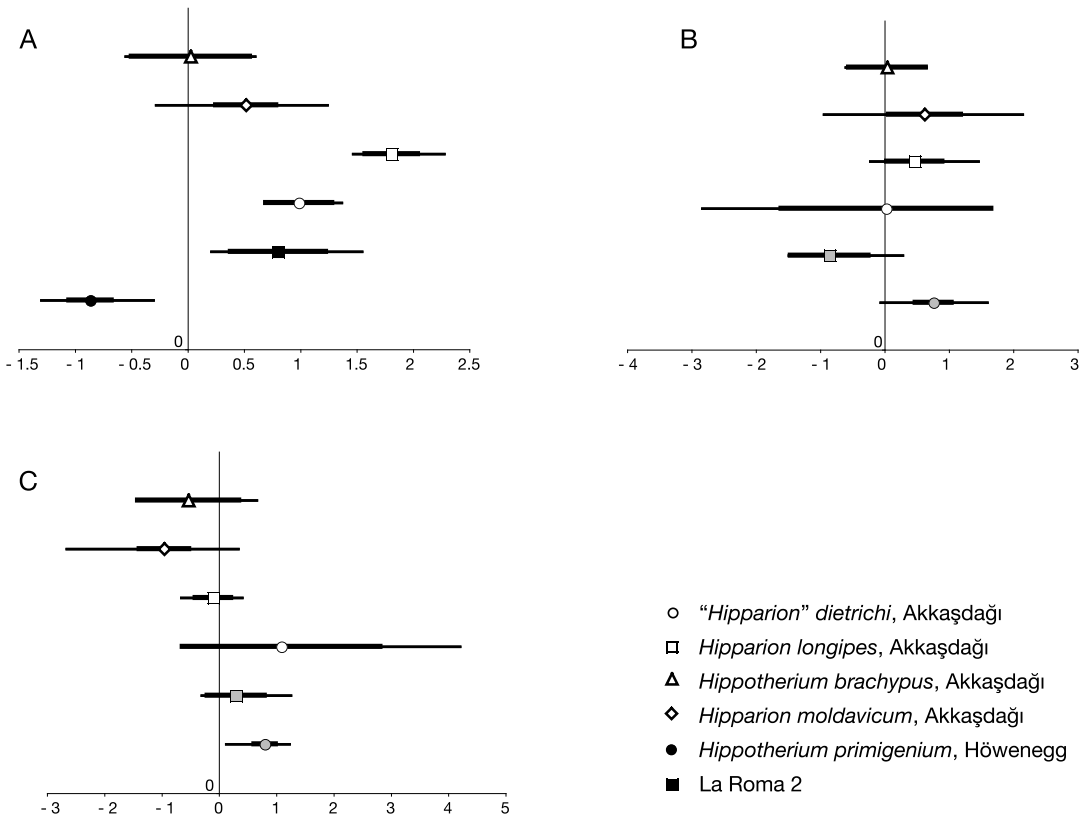 A
0
- 1.5 - 1 - 0.5 0 0.5 1 1.5 2 2.5
B
0
- 4 - 3 - 2 - 1 0 1 2 3
C
0
- 3 - 2 - 1 0 1 2 3 4 5
“Hipparion” dietrichi, Akkaşdağı
Hipparion longipes, Akkaşdağı
Hippotherium brachypus, Akkaşdağı
Hipparion moldavicum, Akkaşdağı
Hippotherium primigenium, Höwenegg
La Roma 2